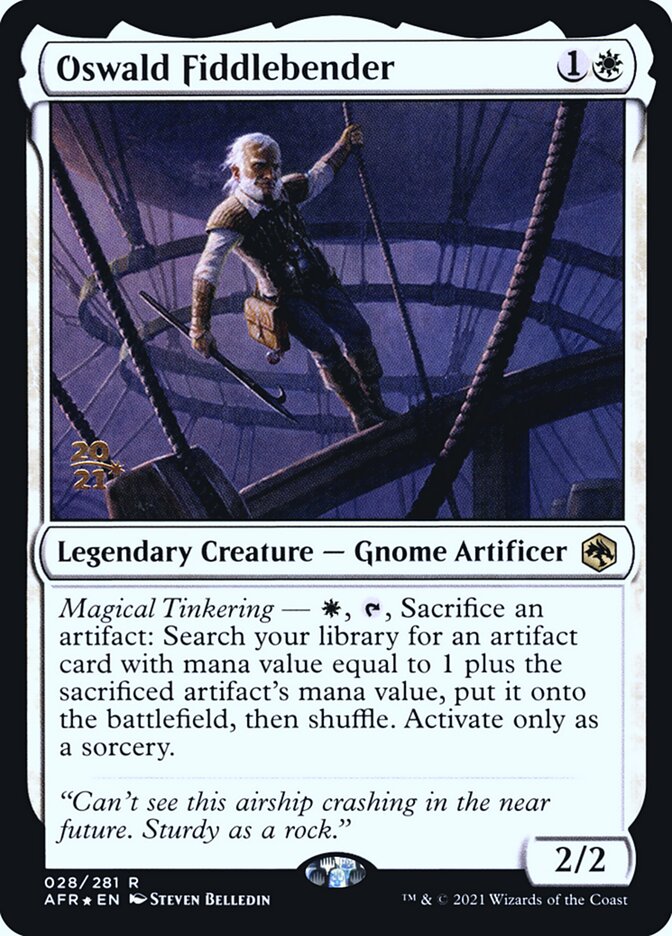 Oswald Fiddlebender 1
20
21
Legendary Creature — Gnome Artificer
Magical Tinkering — , , Sacrifice an
artifact: Search your library for an artifact
card with mana value equal to 1 plus the
sacrificed artifact's mana value, put it onto
the battlefield, then shuffle. Activate only as
a sorcery.
“Can't see this airship crashing in the near
future. Sturdy as a rock.”
2/2
028/281 R
AFR★EN Steven Belledin
™ & © 2021 Wizards of the Coast